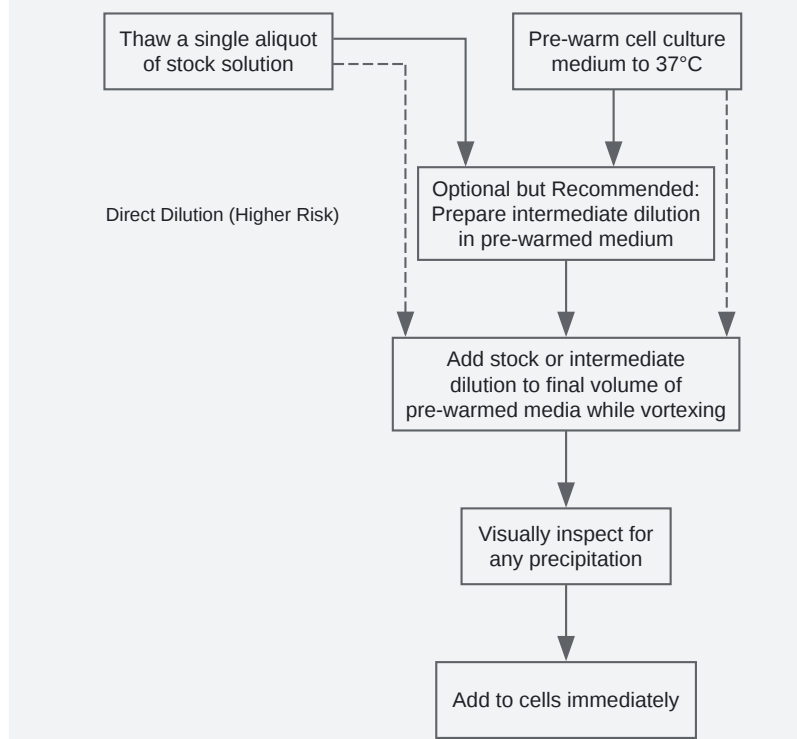 Thaw a single aliquot
of stock solution
Pre-warm cell culture
medium to 37°C
Optional but Recommended:
Prepare intermediate dilution
in pre-warmed medium
Direct Dilution (Higher Risk)
Add stock or intermediate
dilution to final volume of
pre-warmed media while vortexing
Visually inspect for
any precipitation
Add to cells immediately